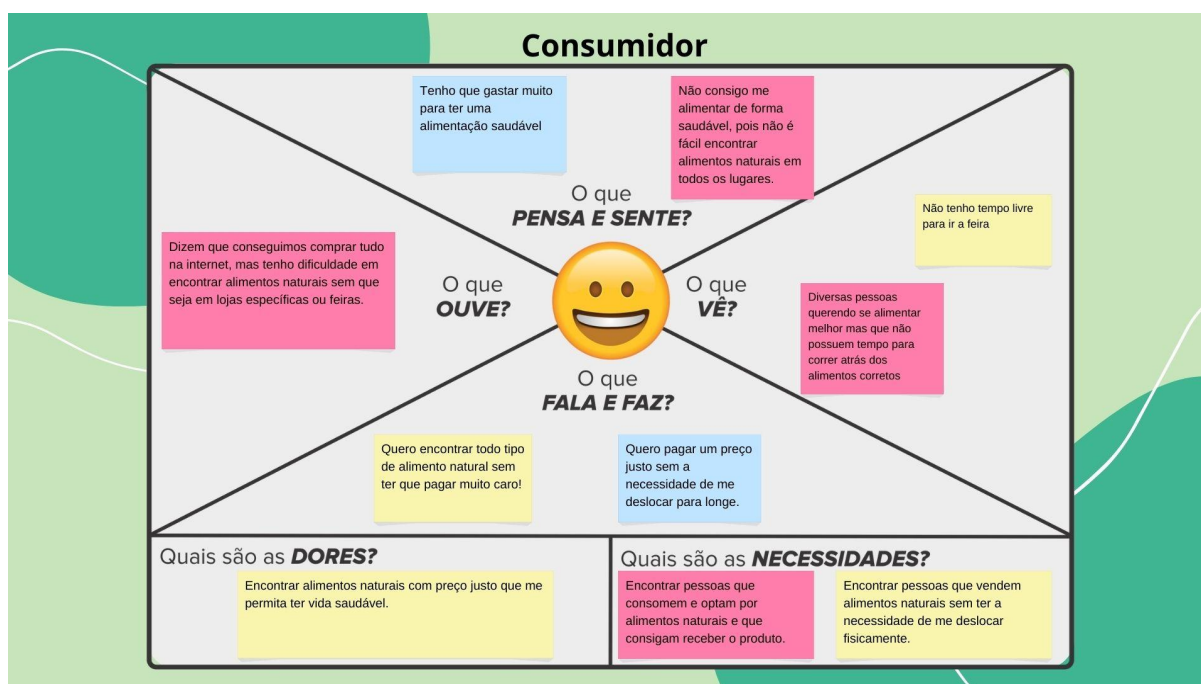 Consumidor
Tenho que gastar muito
para ter uma
alimentação saudável
Não consigo me
alimentar de forma
saudável, pois não é
fácil encontrar
alimentos naturais em
todos os lugares.
O que
PENSA E SENTE?
Não tenho tempo livre
para ir a feira
Dizem que conseguimos comprar tudo
na internet, mas tenho dificuldade em
encontrar alimentos naturais sem que
seja em lojas específicas ou feiras.
O que
OUVE?
O que
VÊ?
Diversas pessoas
querendo se alimentar
melhor mas que não
possuem tempo para
correr atrás dos
alimentos corretos
O que
FALA E FAZ?
Quero encontrar todo tipo
de alimento natural sem
ter que pagar muito caro!
Quero pagar um preço
justo sem a
necessidade de me
deslocar para longe.
Quais são as DORES?
Encontrar alimentos naturais com preço justo que me
permita ter vida saudável.
Quais são as NECESSIDADES?
Encontrar pessoas que
consomem e optam por
alimentos naturais e que
consigam receber o produto.
Encontrar pessoas que vendem
alimentos naturais sem ter a
necessidade de me deslocar
fisicamente.